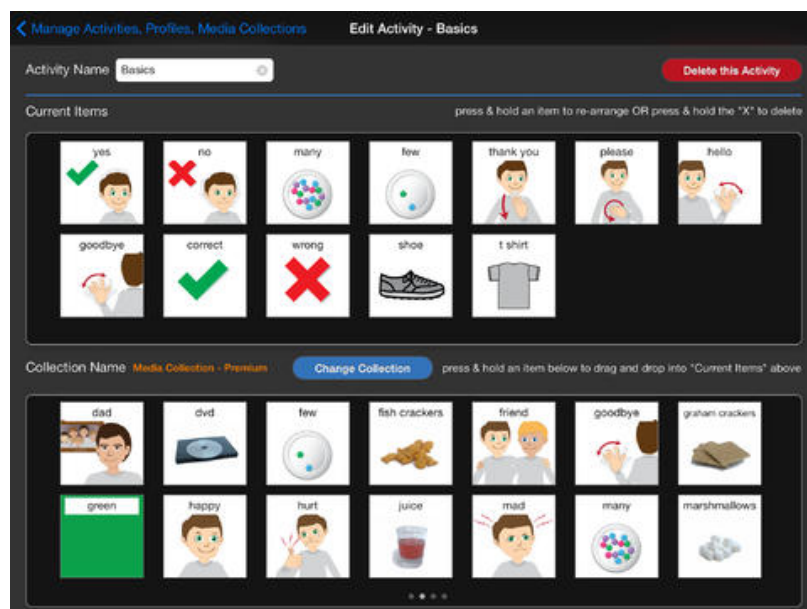 Manage Activities, Profiles, Media Collections
Edit Activity - Basics
Activity Name
Basics
Delete this Activity
Current Items
press & hold an item to re-arrange OR press & hold the "X" to delete
yes
no
many
few
thank you
please
hello
goodbye
correct
wrong
shoe
t shirt
Collection Name
Media Collection - Premium
Change Collection
press & hold an item below to drag and drop into "Current Items" above
dad
dvd
few
fish crackers
friend
goodbye
graham crackers
green
happy
hurt
juice
mad
many
marshmallows